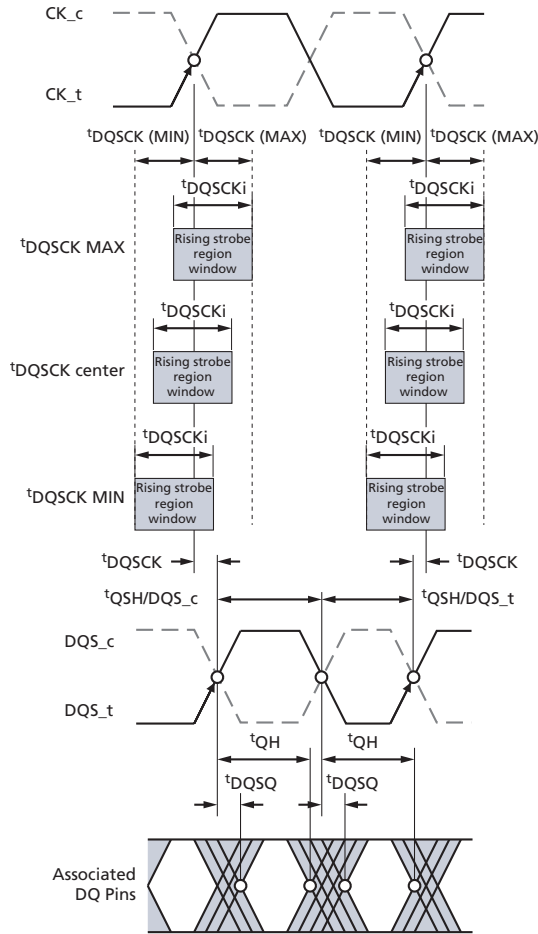 CK_c
CK_t
tDQSCK (MIN) tDQSCK (MAX) tDQSCK (MIN) tDQSCK (MAX)
tDQSCKi tDQSCKi
tDQSCK MAX
Rising strobe
region
window
Rising strobe
region
window
tDQSCKi tDQSCKi
tDQSCK center
Rising strobe
region
window
Rising strobe
region
window
tDQSCKi tDQSCKi
tDQSCK MIN
Rising strobe
region
window
Rising strobe
region
window
tDQSCK tDQSCK
tQSH/DQS_c tQSH/DQS_t
DQS_c
DQS_t
tQH tQH
tDQSQ tDQSQ
Associated
DQ Pins